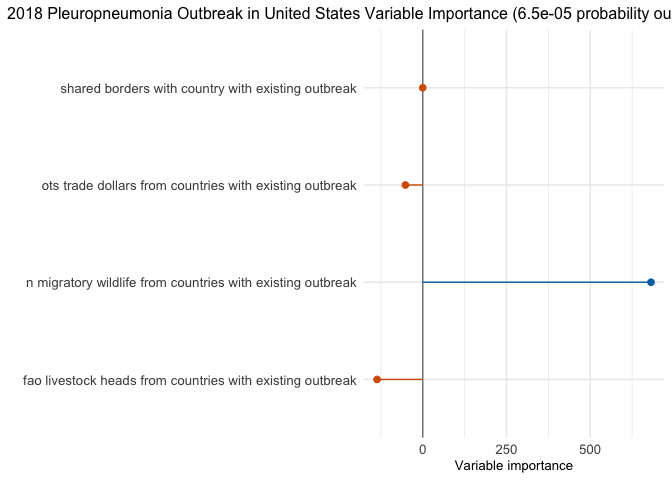 2018 Pleuropneumonia Outbreak in United States Variable Importance (6.5e-05 probability ou
shared borders with country with existing outbreak
ots trade dollars from countries with existing outbreak
n migratory wildlife from countries with existing outbreak
fao livestock heads from countries with existing outbreak
0 250 500
Variable importance